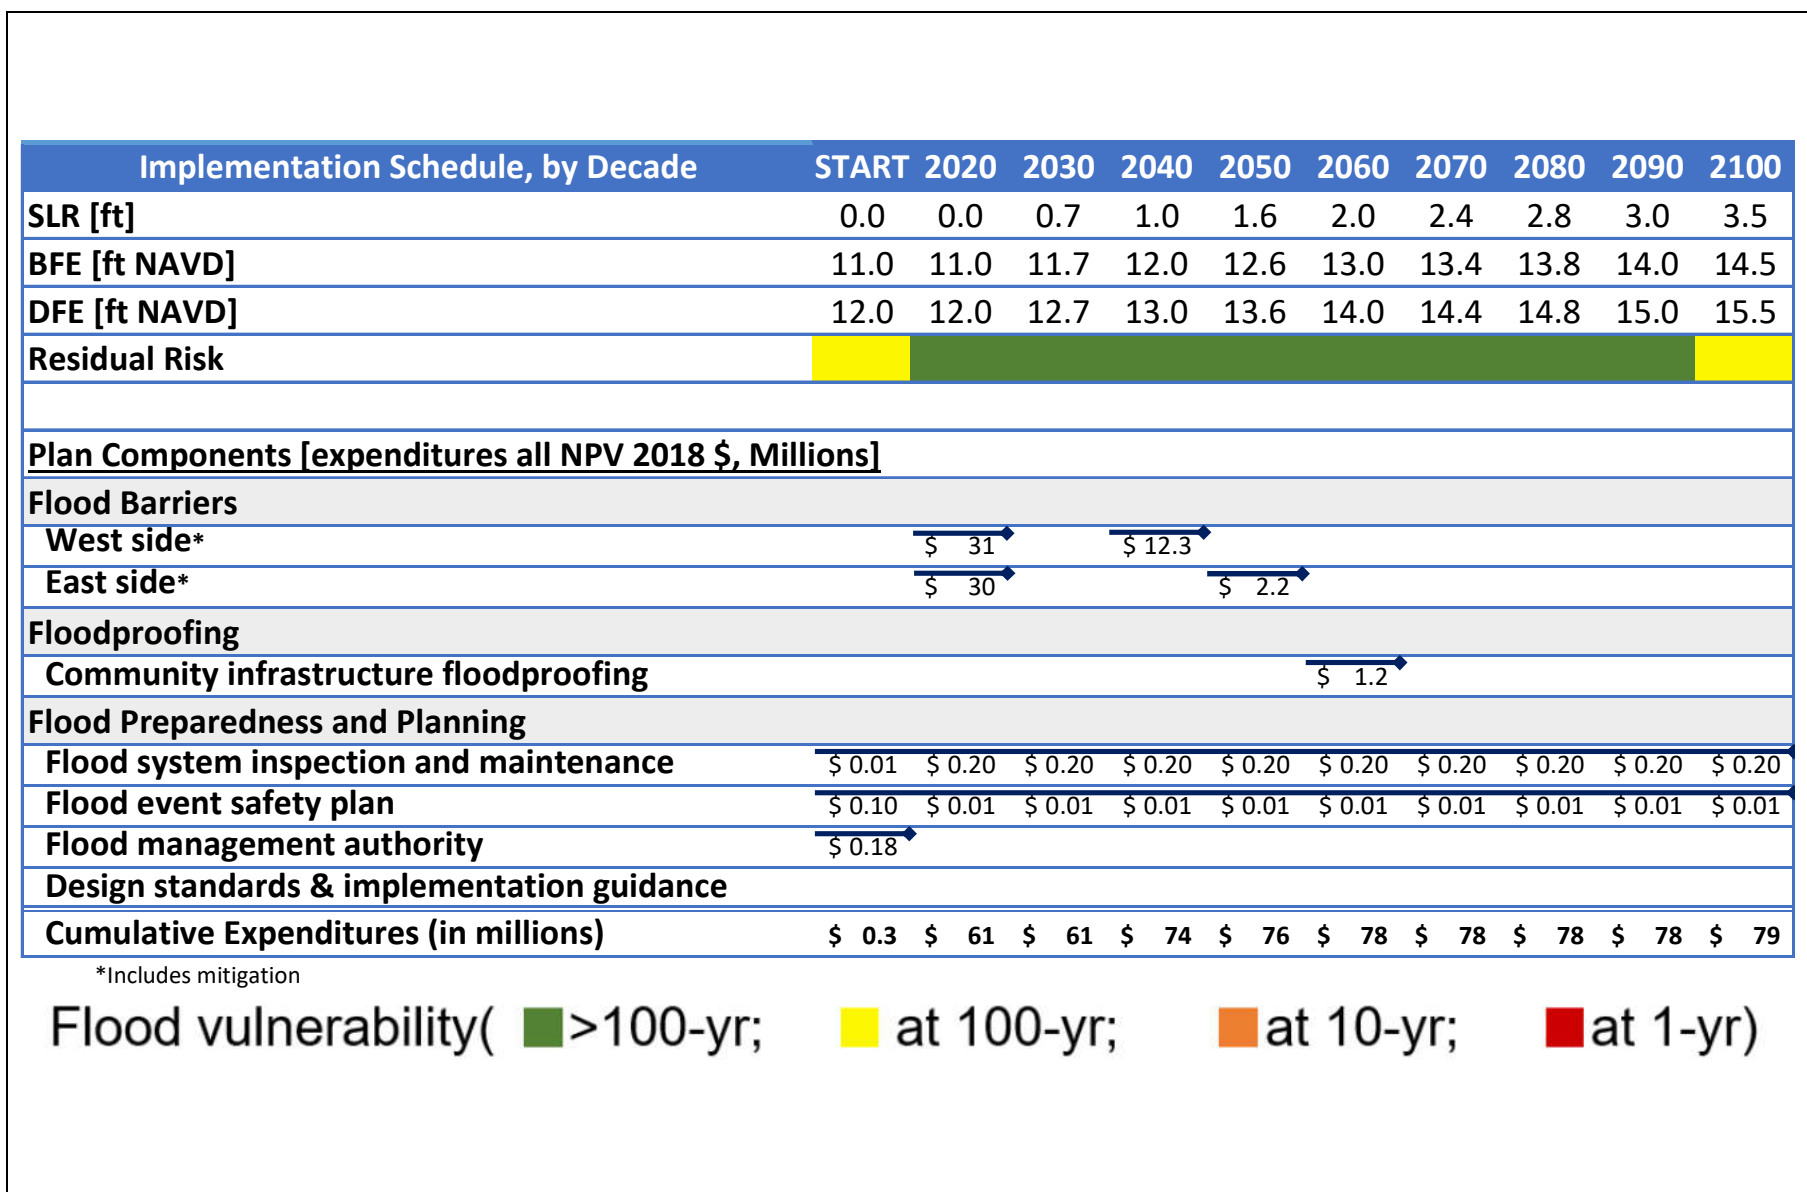 Implementation Schedule, by Decade START 2020 2030 2040 2050 2060 2070 2080 2090 2100
SLR [ft] 0.0 0.0 0.7 1.0 1.6 2.0 2.4 2.8 3.0 3.5
BFE [ft NAVD] 11.0 11.0 11.7 12.0 12.6 13.0 13.4 13.8 14.0 14.5
DFE [ft NAVD] 12.0 12.0 12.7 13.0 13.6 14.0 14.4 14.8 15.0 15.5
Residual Risk
Plan Components [expenditures all NPV 2018 $, Millions]
Flood Barriers
West side* $ 31 $ 12.3
East side* $ 30 $ 2.2
Floodproofing
Community infrastructure floodproofing $ 1.2
Flood Preparedness and Planning
Flood system inspection and maintenance $ 0.01 $ 0.20 $ 0.20 $ 0.20 $ 0.20 $ 0.20 $ 0.20 $ 0.20 $ 0.20 $ 0.20
Flood event safety plan $ 0.10 $ 0.01 $ 0.01 $ 0.01 $ 0.01 $ 0.01 $ 0.01 $ 0.01 $ 0.01 $ 0.01
Flood management authority $ 0.18
Design standards & implementation guidance
Cumulative Expenditures (in millions) $ 0.3 $ 61 $ 61 $ 74 $ 76 $ 78 $ 78 $ 78 $ 78 $ 79
*Includes mitigation
Flood vulnerability( >100-yr; at 100-yr; at 10-yr; at 1-yr)